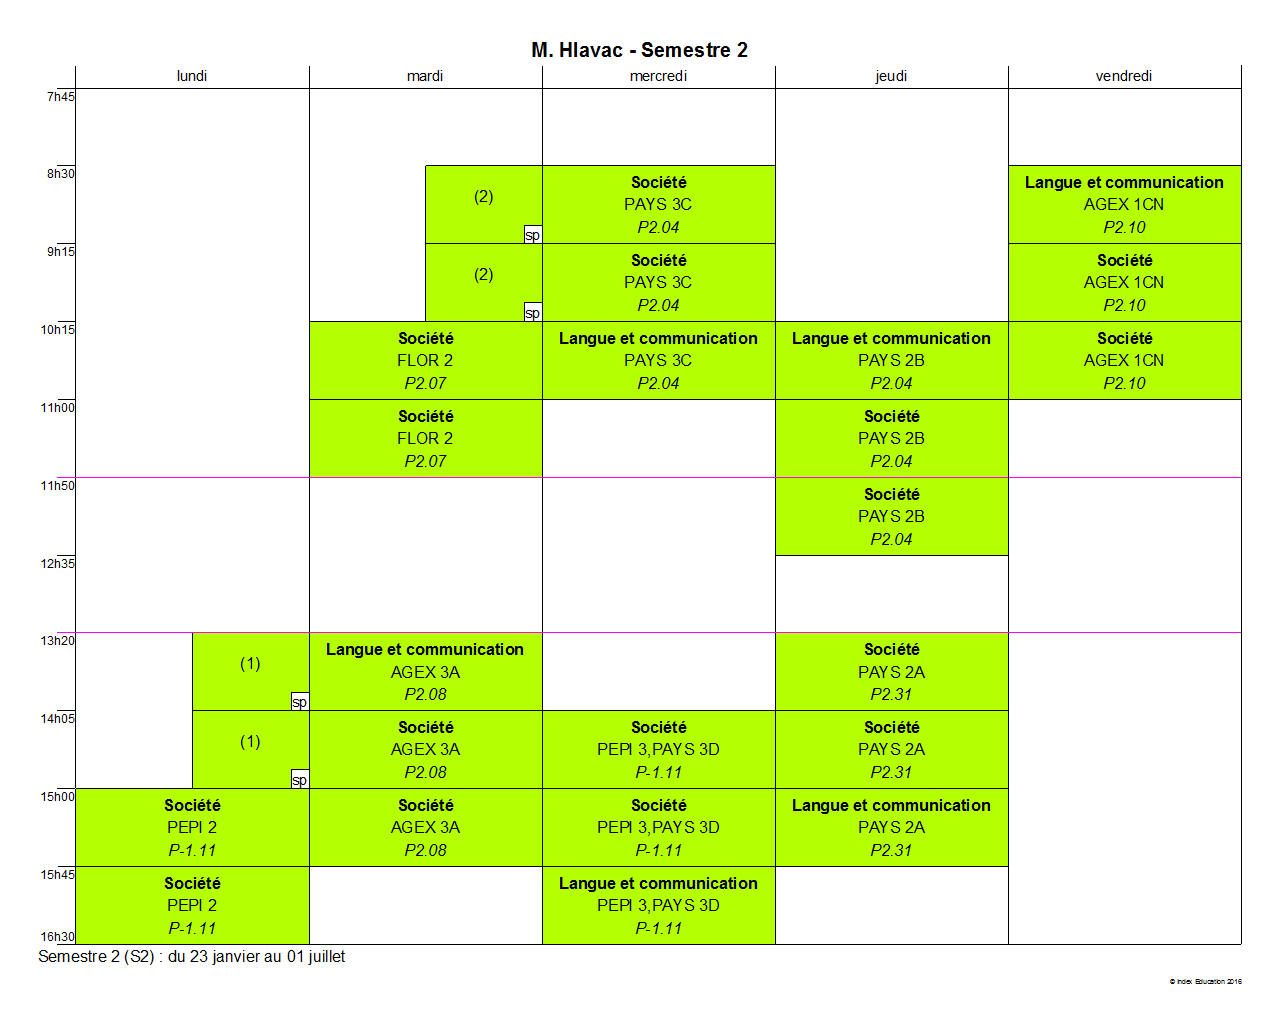 M. Hlavac - Semestre 2
lundi
mardi
mercredi
jeudi
vendredi
7h45
8h30
(2)
sp
Société
PAYS 3C
P2.04
Langue et communication
AGEX 1CN
P2.10
9h15
(2)
sp
Société
PAYS 3C
P2.04
Société
AGEX 1CN
P2.10
10h15
Société
FLOR 2
P2.07
Langue et communication
PAYS 3C
P2.04
Langue et communication
PAYS 2B
P2.04
Société
AGEX 1CN
P2.10
11h00
Société
FLOR 2
P2.07
Société
PAYS 2B
P2.04
11h50
Société
PAYS 2B
P2.04
12h35
13h20
(1)
sp
Langue et communication
AGEX 3A
P2.08
Société
PAYS 2A
P2.31
14h05
(1)
sp
Société
AGEX 3A
P2.08
Société
PEPI 3,PAYS 3D
P-1.11
Société
PAYS 2A
P2.31
15h00
Société
PEPI 2
P-1.11
Société
AGEX 3A
P2.08
Société
PEPI 3,PAYS 3D
P-1.11
Langue et communication
PAYS 2A
P2.31
15h45
Société
PEPI 2
P-1.11
Langue et communication
PEPI 3,PAYS 3D
P-1.11
16h30
Semestre 2 (S2) : du 23 janvier au 01 juillet
© Index Education 2016